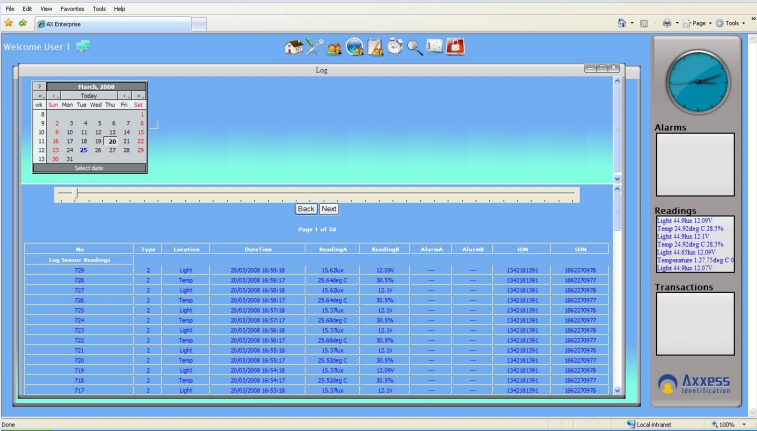 File Edit View Favorites Tools Help
AX Enterprise
Page Tools
Welcome User:1
Log
? March, 2008
« ‹ Today › »
wk Sun Mon Tue Wed Thu Fri Sat
8 1
9 2 3 4 5 6 7 8
10 9 10 11 12 13 14 15
11 16 17 18 19 20 21 22
12 23 24 25 26 27 28 29
13 30 31
Select date
Back Next
Page 1 of 38
No Type Location DateTime ReadingA ReadingB AlarmA AlarmB IDN SDN
Log Sensor Readings
729 2 Light 20/03/2008 16:59:18 15.62lux 12.09V --- --- 1342181391 1862270978
728 2 Temp 20/03/2008 16:59:17 25.64deg C 30.5% --- --- 1342181391 1862270977
727 2 Light 20/03/2008 16:58:18 15.62lux 12.1V --- --- 1342181391 1862270978
726 2 Temp 20/03/2008 16:58:17 25.64deg C 30.5% --- --- 1342181391 1862270977
725 2 Light 20/03/2008 16:57:18 15.37lux 12.1V --- --- 1342181391 1862270978
724 2 Temp 20/03/2008 16:57:17 25.68deg C 30.5% --- --- 1342181391 1862270977
723 2 Light 20/03/2008 16:56:18 15.37lux 12.1V --- --- 1342181391 1862270978
722 2 Temp 20/03/2008 16:56:17 25.68deg C 30.5% --- --- 1342181391 1862270977
721 2 Light 20/03/2008 16:55:18 15.37lux 12.1V --- --- 1342181391 1862270978
720 2 Temp 20/03/2008 16:55:17 25.52deg C 30.5% --- --- 1342181391 1862270977
719 2 Light 20/03/2008 16:54:18 15.37lux 12.09V --- --- 1342181391 1862270978
718 2 Temp 20/03/2008 16:54:17 25.52deg C 30.5% --- --- 1342181391 1862270977
717 2 Light 20/03/2008 16:53:18 15.37lux 12.1V --- --- 1342181391 1862270978
Alarms
Readings
Light 44.9lux 12.09V
Temp 24.92deg C 28.5%
Light 44.9lux 12.1V
Temp 24.92deg C 28.5%
Light 44.65lux 12.09V
Temperature 1 27.75deg C 0
Light 44.9lux 12.07V
Transactions
Axxess
Identification
Done
Local intranet 100%